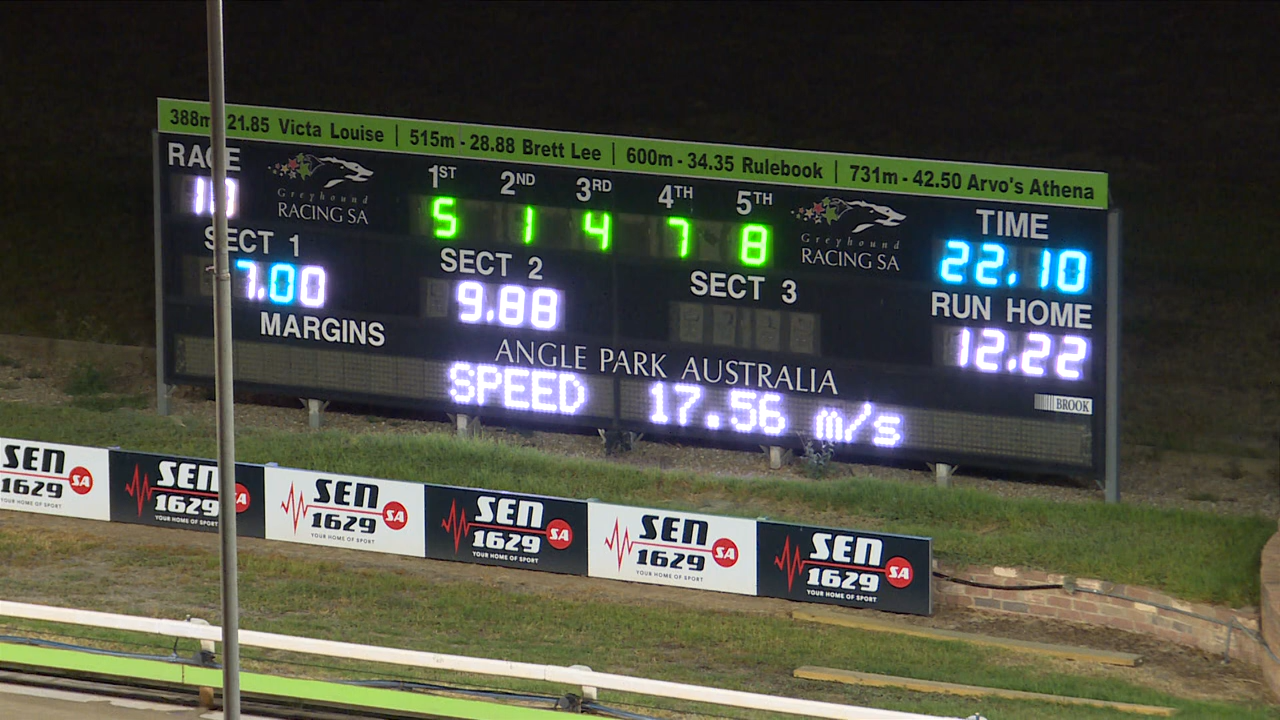 388m 21.85 Victa Louise | 515m - 28.88 Brett Lee | 600m - 34.35 Rulebook | 731m - 42.50 Arvo's Athena
RACE
Greyhound
RACING SA
1ST 2ND 3RD 4TH 5TH
5 1 4 7 8
Greyhound
RACING SA
TIME
22.10
SECT 1
7.00
SECT 2
9.88
SECT 3
RUN HOME
12.22
MARGINS
ANGLE PARK AUSTRALIA
SPEED 17.56 m/s
BROOK
SEN
1629 SA
YOUR HOME OF SPORT
SEN
1629 SA
YOUR HOME OF SPORT
SEN
1629 SA
YOUR HOME OF SPORT
SEN
1629 SA
YOUR HOME OF SPORT
SEN
1629 SA
YOUR HOME OF SPORT
SEN
1629 SA
YOUR HOME OF SPORT